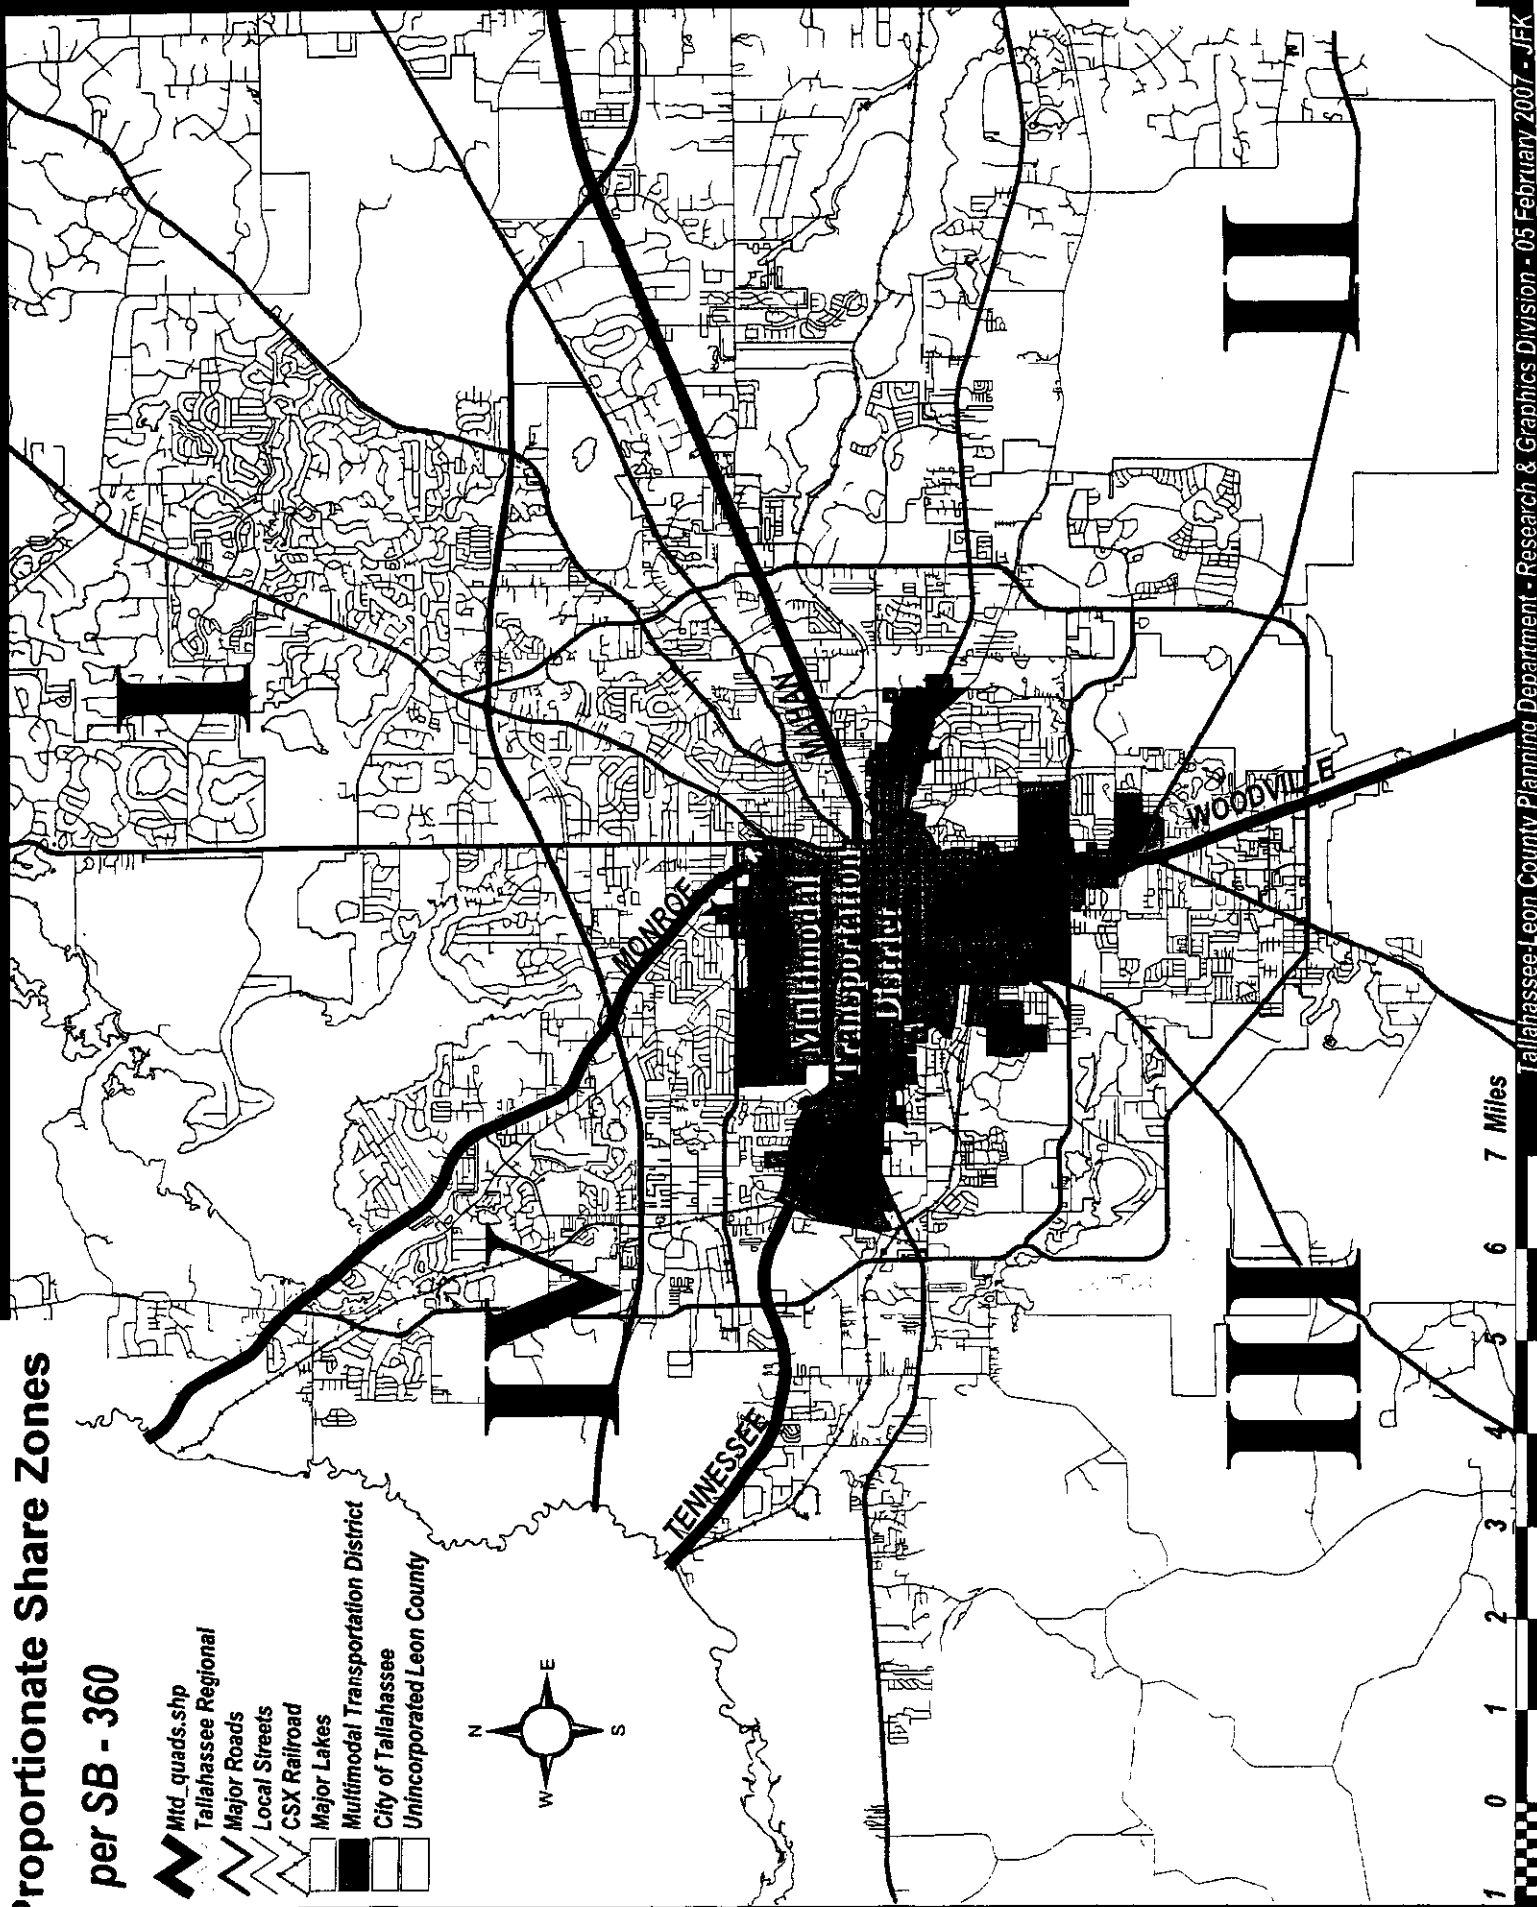 Proportionate Share Zones
per SB - 360
Mtd_quads.shp
Tallahassee Regional
Major Roads
Local Streets
CSX Railroad
Major Lakes
Multimodal Transportation District
City of Tallahassee
Unincorporated Leon County
N
W
E
S
I
II
III
IV
MONROE
MAHAN
TENNESSEE
WOODVILLE
Multimodal
Transportation
District
1 0 1 2 3 4 5 6 7 Miles
Tallahassee-Leon County Planning Department - Research & Graphics Division - 05 February 2007 - JFK